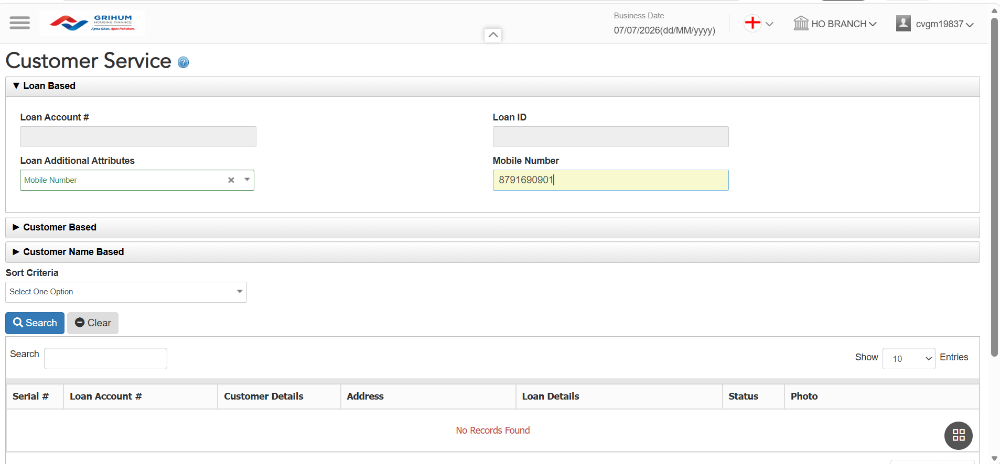 GRIHUM
HOUSING FINANCE
Apna Ghar. Apni Pehchan.
Business Date
07/07/2026(dd/MM/yyyy)
HO BRANCH
cvgm19837
Customer Service
?
▼ Loan Based
Loan Account #
Loan ID
Loan Additional Attributes
Mobile Number
Mobile Number
8791690901
▶ Customer Based
▶ Customer Name Based
Sort Criteria
Select One Option
Search
Clear
Search
Show 10 Entries
Serial # Loan Account # Customer Details Address Loan Details Status Photo
No Records Found